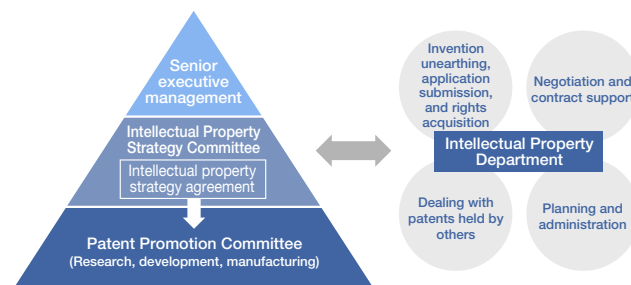 Senior
executive
management
Intellectual Property
Strategy Committee
Intellectual property
strategy agreement
Patent Promotion Committee
(Research, development, manufacturing)
Invention
unearthing,
application
submission,
and rights
acquisition
Negotiation and
contract support
Intellectual Property
Department
Dealing with
patents held by
others
Planning and
administration